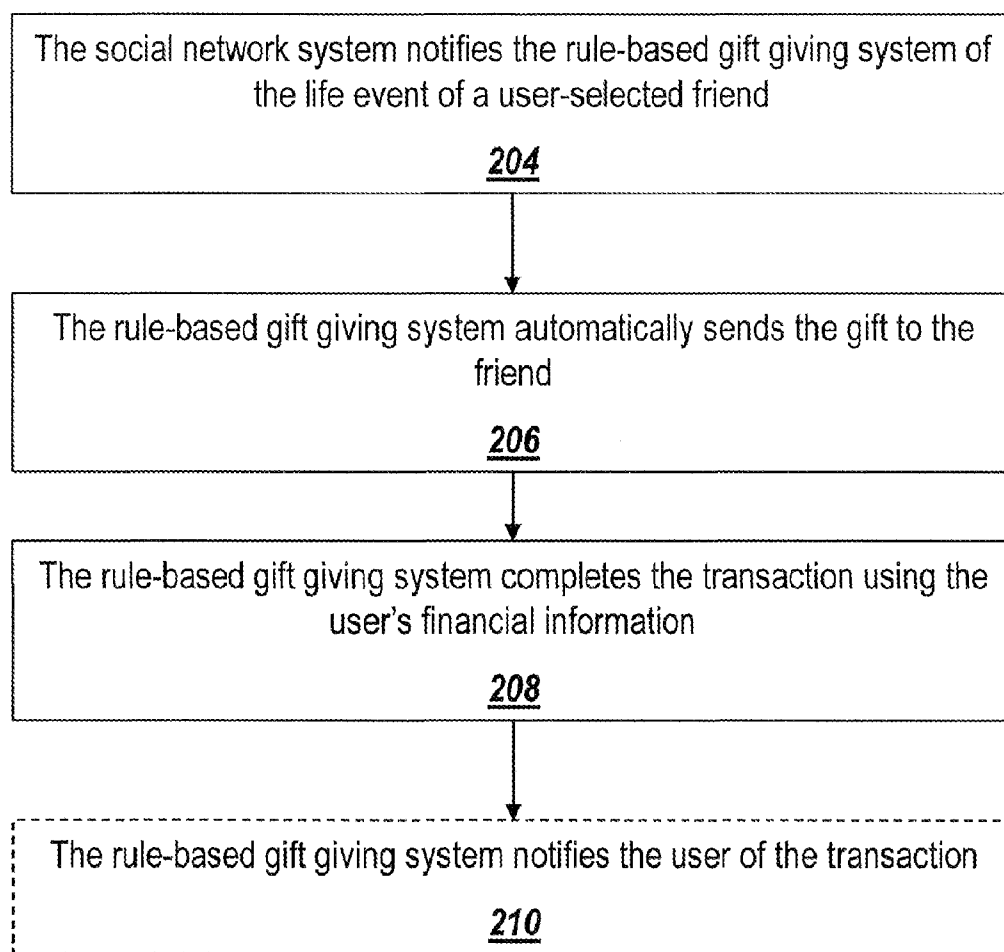 The social network system notifies the rule-based gift giving system of
the life event of a user-selected friend
204
The rule-based gift giving system automatically sends the gift to the
friend
206
The rule-based gift giving system completes the transaction using the
user's financial information
208
The rule-based gift giving system notifies the user of the transaction
210